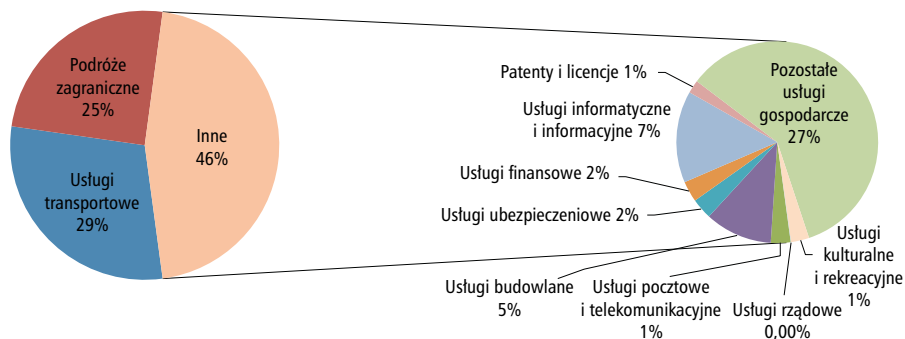 Podróże
zagraniczne
25%
Inne
46%
Usługi
transportowe
29%
Patenty i licencje 1%
Usługi informatyczne
i informacyjne 7%
Usługi finansowe 2%
Usługi ubezpieczeniowe 2%
Usługi budowlane
5%
Usługi pocztowe
i telekomunikacyjne
1%
Usługi rządowe
0,00%
Usługi
kulturalne
i rekreacyjne
1%
Pozostałe
usługi
gospodarcze
27%